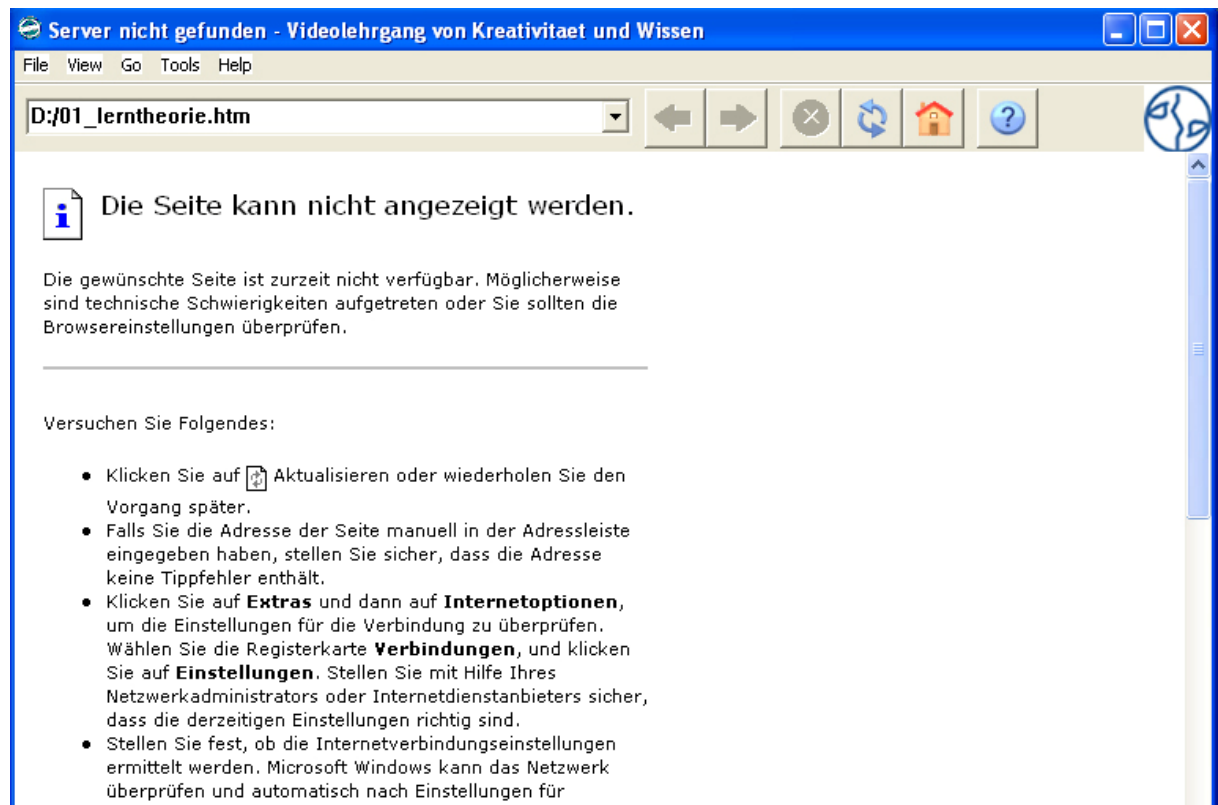 Server nicht gefunden - Videolehrgang von Kreativitaet und Wissen
File View Go Tools Help
D:/01_lerntheorie.htm
Die Seite kann nicht angezeigt werden.
Die gewünschte Seite ist zurzeit nicht verfügbar. Möglicherweise
sind technische Schwierigkeiten aufgetreten oder Sie sollten die
Browsereinstellungen überprüfen.
Versuchen Sie Folgendes:
• Klicken Sie auf Aktualisieren oder wiederholen Sie den
Vorgang später.
• Falls Sie die Adresse der Seite manuell in der Adressleiste
eingegeben haben, stellen Sie sicher, dass die Adresse
keine Tippfehler enthält.
• Klicken Sie auf Extras und dann auf Internetoptionen,
um die Einstellungen für die Verbindung zu überprüfen.
Wählen Sie die Registerkarte Verbindungen, und klicken
Sie auf Einstellungen. Stellen Sie mit Hilfe Ihres
Netzwerkadministrators oder Internetdienstanbieters sicher,
dass die derzeitigen Einstellungen richtig sind.
• Stellen Sie fest, ob die Internetverbindungseinstellungen
ermittelt werden. Microsoft Windows kann das Netzwerk
überprüfen und automatisch nach Einstellungen für